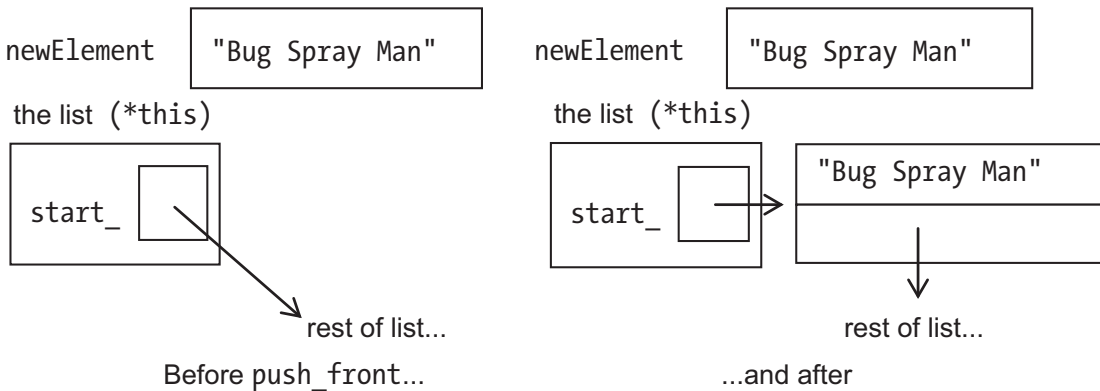 newElement "Bug Spray Man"
the list (*this)
start_
rest of list...
Before push_front...
newElement "Bug Spray Man"
the list (*this)
start_ "Bug Spray Man"
rest of list...
...and after